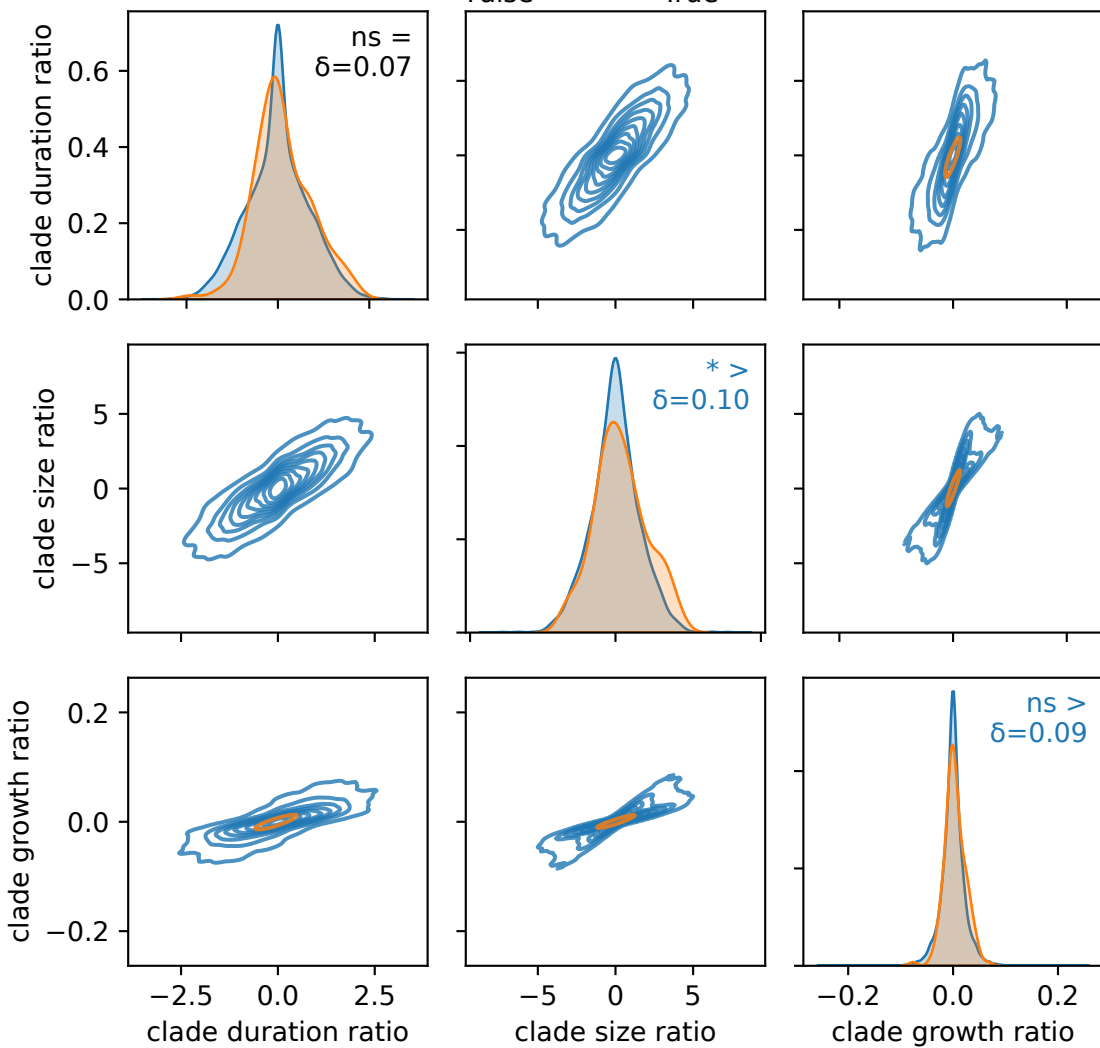 clade duration ratio
0.6
0.4
0.2
0.0
ns =
δ=0.07
clade size ratio
5
0
−5
* >
δ=0.10
clade growth ratio
0.2
0.0
−0.2
ns >
δ=0.09
−2.5 0.0 2.5
−5 0 5
−0.2 0.0 0.2
clade duration ratio
clade size ratio
clade growth ratio